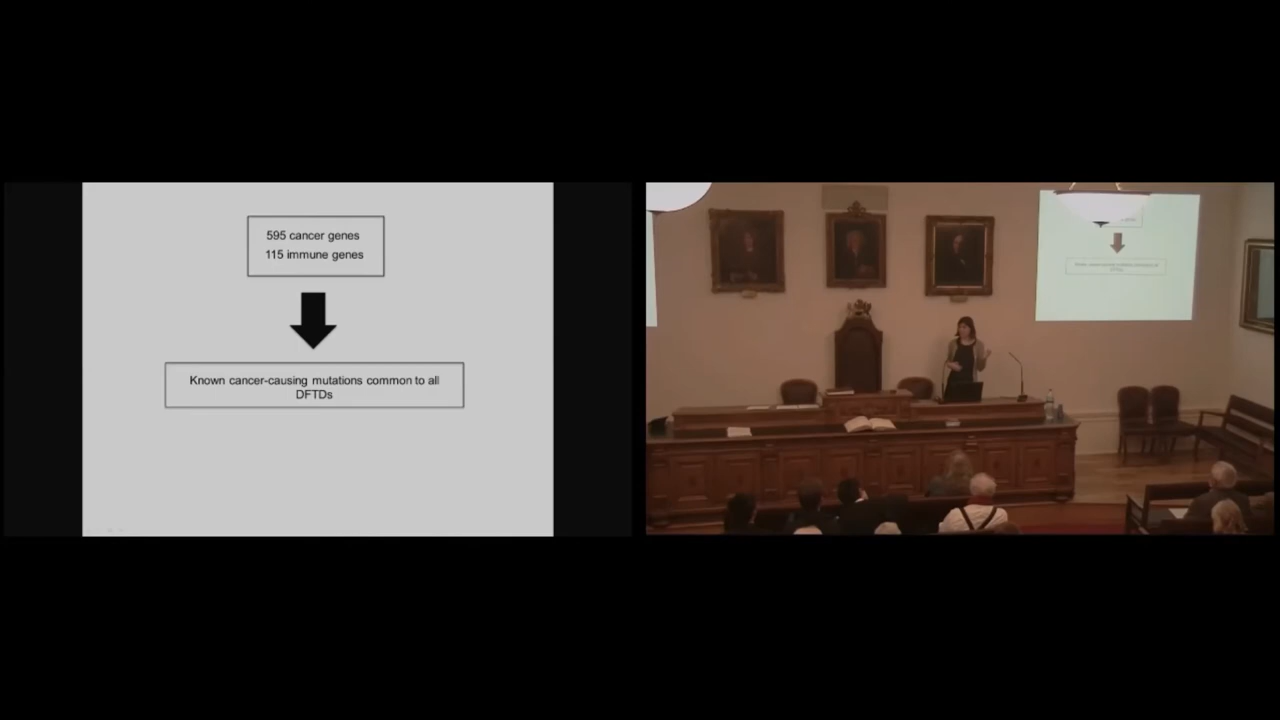 595 cancer genes
115 immune genes
Known cancer-causing mutations common to all
DFTDs